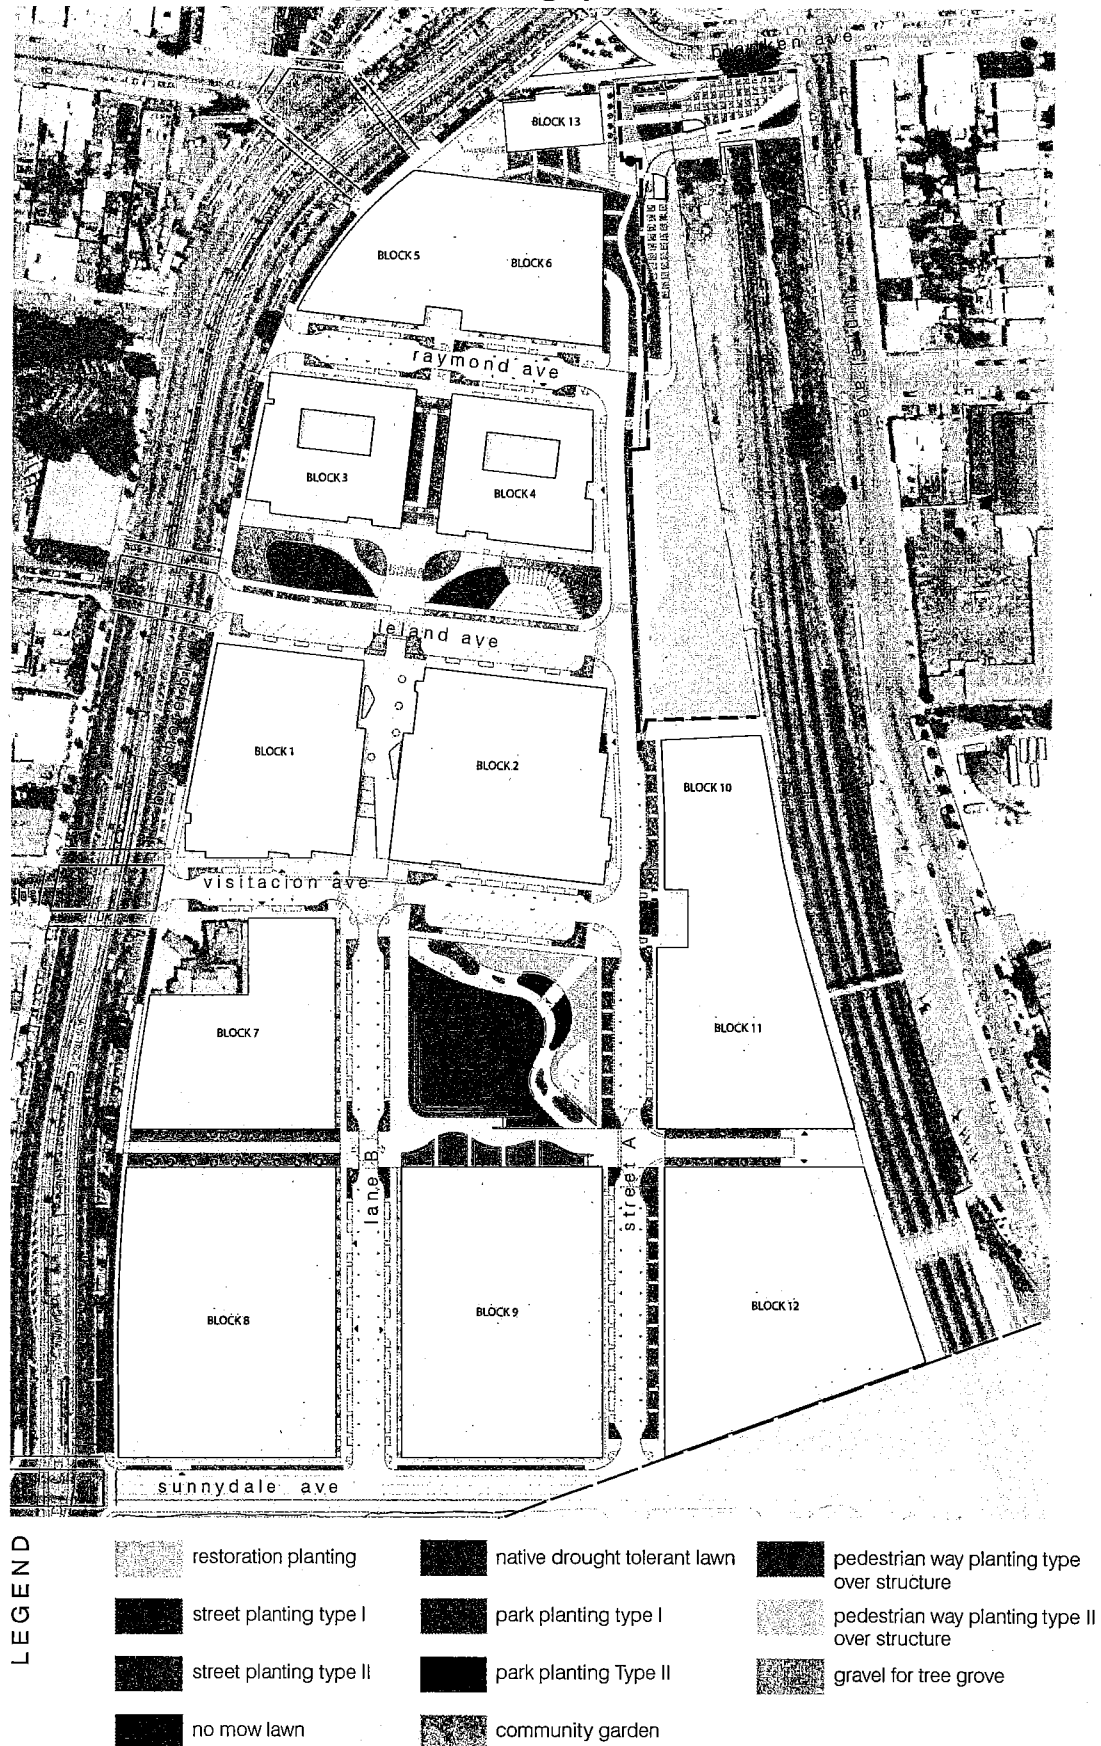 BLOCK 13
BLOCK 5
BLOCK 6
raymond ave
BLOCK 3
BLOCK 4
leland ave
BLOCK 1
BLOCK 2
BLOCK 10
visitacion ave
BLOCK 7
BLOCK 11
lane B
street A
BLOCK 8
BLOCK 9
BLOCK 12
sunnydale ave
LEGEND
restoration planting
street planting type I
street planting type II
no mow lawn
native drought tolerant lawn
park planting type I
park planting Type II
community garden
pedestrian way planting type
over structure
pedestrian way planting type II
over structure
gravel for tree grove